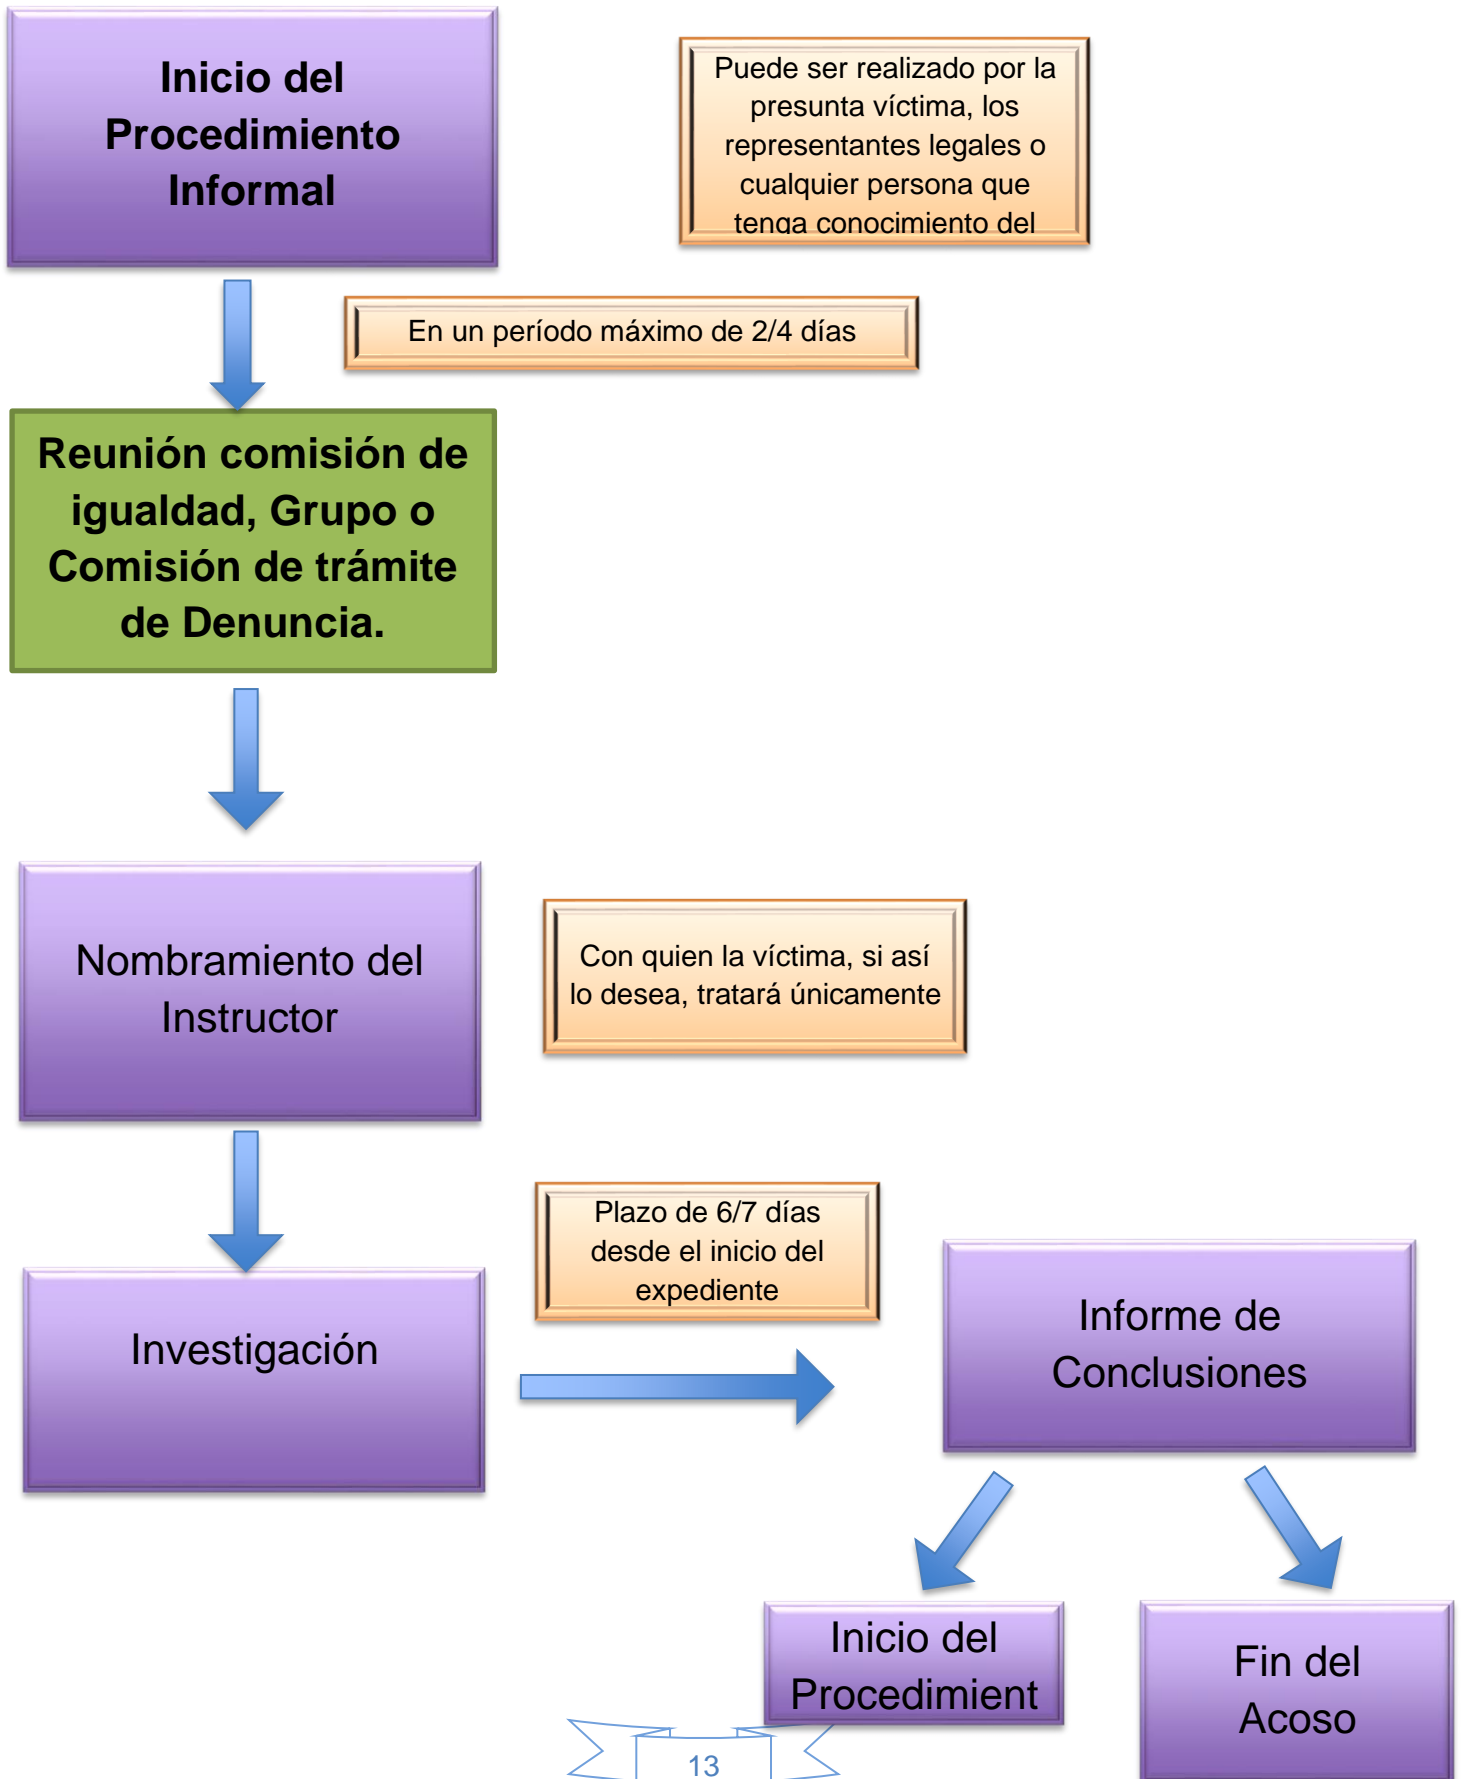 Inicio del
Procedimiento
Informal
Puede ser realizado por la
presunta víctima, los
representantes legales o
cualquier persona que
tenga conocimiento del
En un período máximo de 2/4 días
Reunión comisión de
igualdad, Grupo o
Comisión de trámite
de Denuncia.
Nombramiento del
Instructor
Con quien la víctima, si así
lo desea, tratará únicamente
Plazo de 6/7 días
desde el inicio del
expediente
Investigación
Informe de
Conclusiones
Inicio del
Procedimient
Fin del
Acoso
13